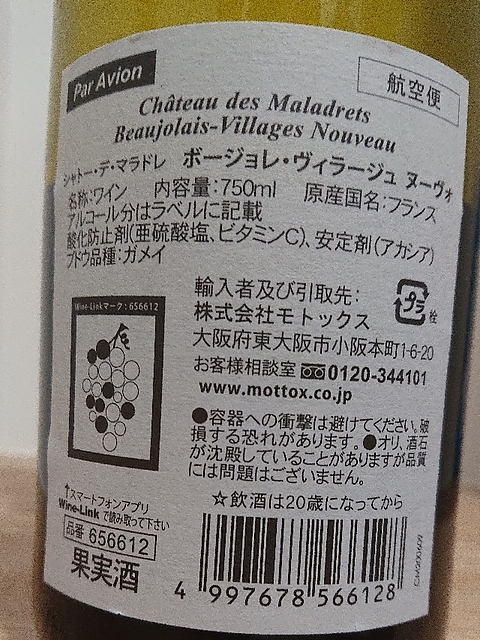 Par Avion
航空便
Château des Maladrets
Beaujolais-Villages Nouveau
シャトー・デ・マラドレ ボージョレ・ヴィラージュ ヌーヴォ
名称:ワイン 内容量:750ml 原産国名:フランス
アルコール分はラベルに記載
酸化防止剤(亜硫酸塩、ビタミンC)、安定剤(アカシア)
ブドウ品種:ガメイ
輸入者及び引取先:
株式会社モトックス
プラ
栓
大阪府東大阪市小阪本町1-6-20
お客様相談室 0120-344101
www.mottox.co.jp
Wine-Linkマーク:656612
●容器への衝撃は避けてください。破
損する恐れがあります。●オリ、酒石
が沈殿していることがありますが品質
には問題はございません。
☆飲酒は20歳になってから
↑スマートフォンアプリ
Wine-Link で読み取って下さい
品番 656612
果実酒
4 997678 566128